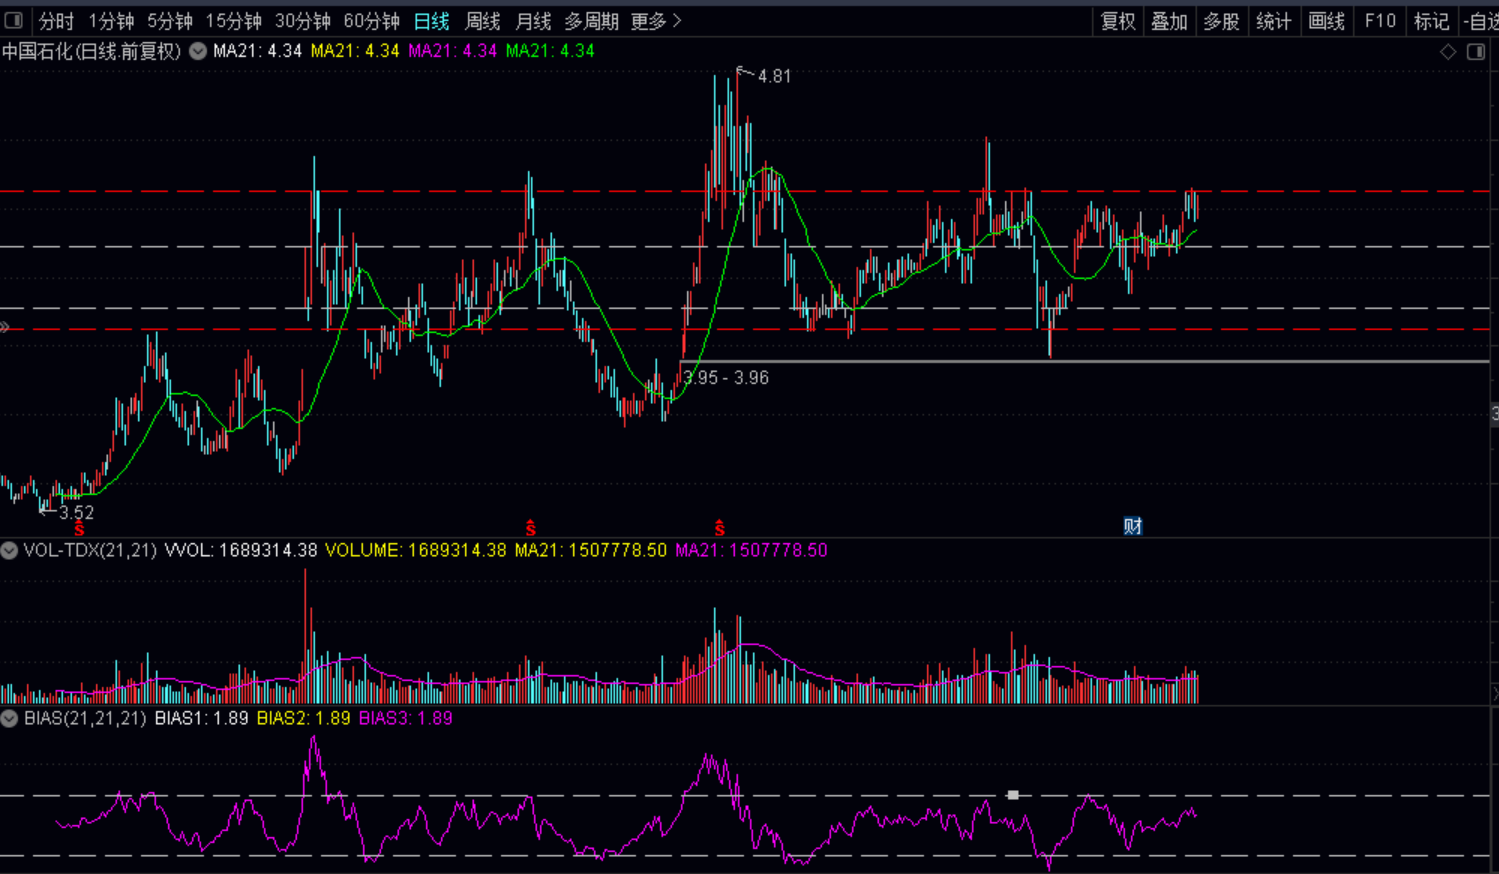 分时 1分钟 5分钟 15分钟 30分钟 60分钟 日线 周线 月线 多周期 更多 复权 叠加 多股 统计 画线 F10 标记 -自选
中国石化(日线.前复权) MA21: 4.34 MA21: 4.34 MA21: 4.34 MA21: 4.34
4.81
3.95 - 3.96
3
3.52
S S S 财
VOL-TDX(21,21) VVOL: 1689314.38 VOLUME: 1689314.38 MA21: 1507778.50 MA21: 1507778.50
BIAS(21,21,21) BIAS1: 1.89 BIAS2: 1.89 BIAS3: 1.89